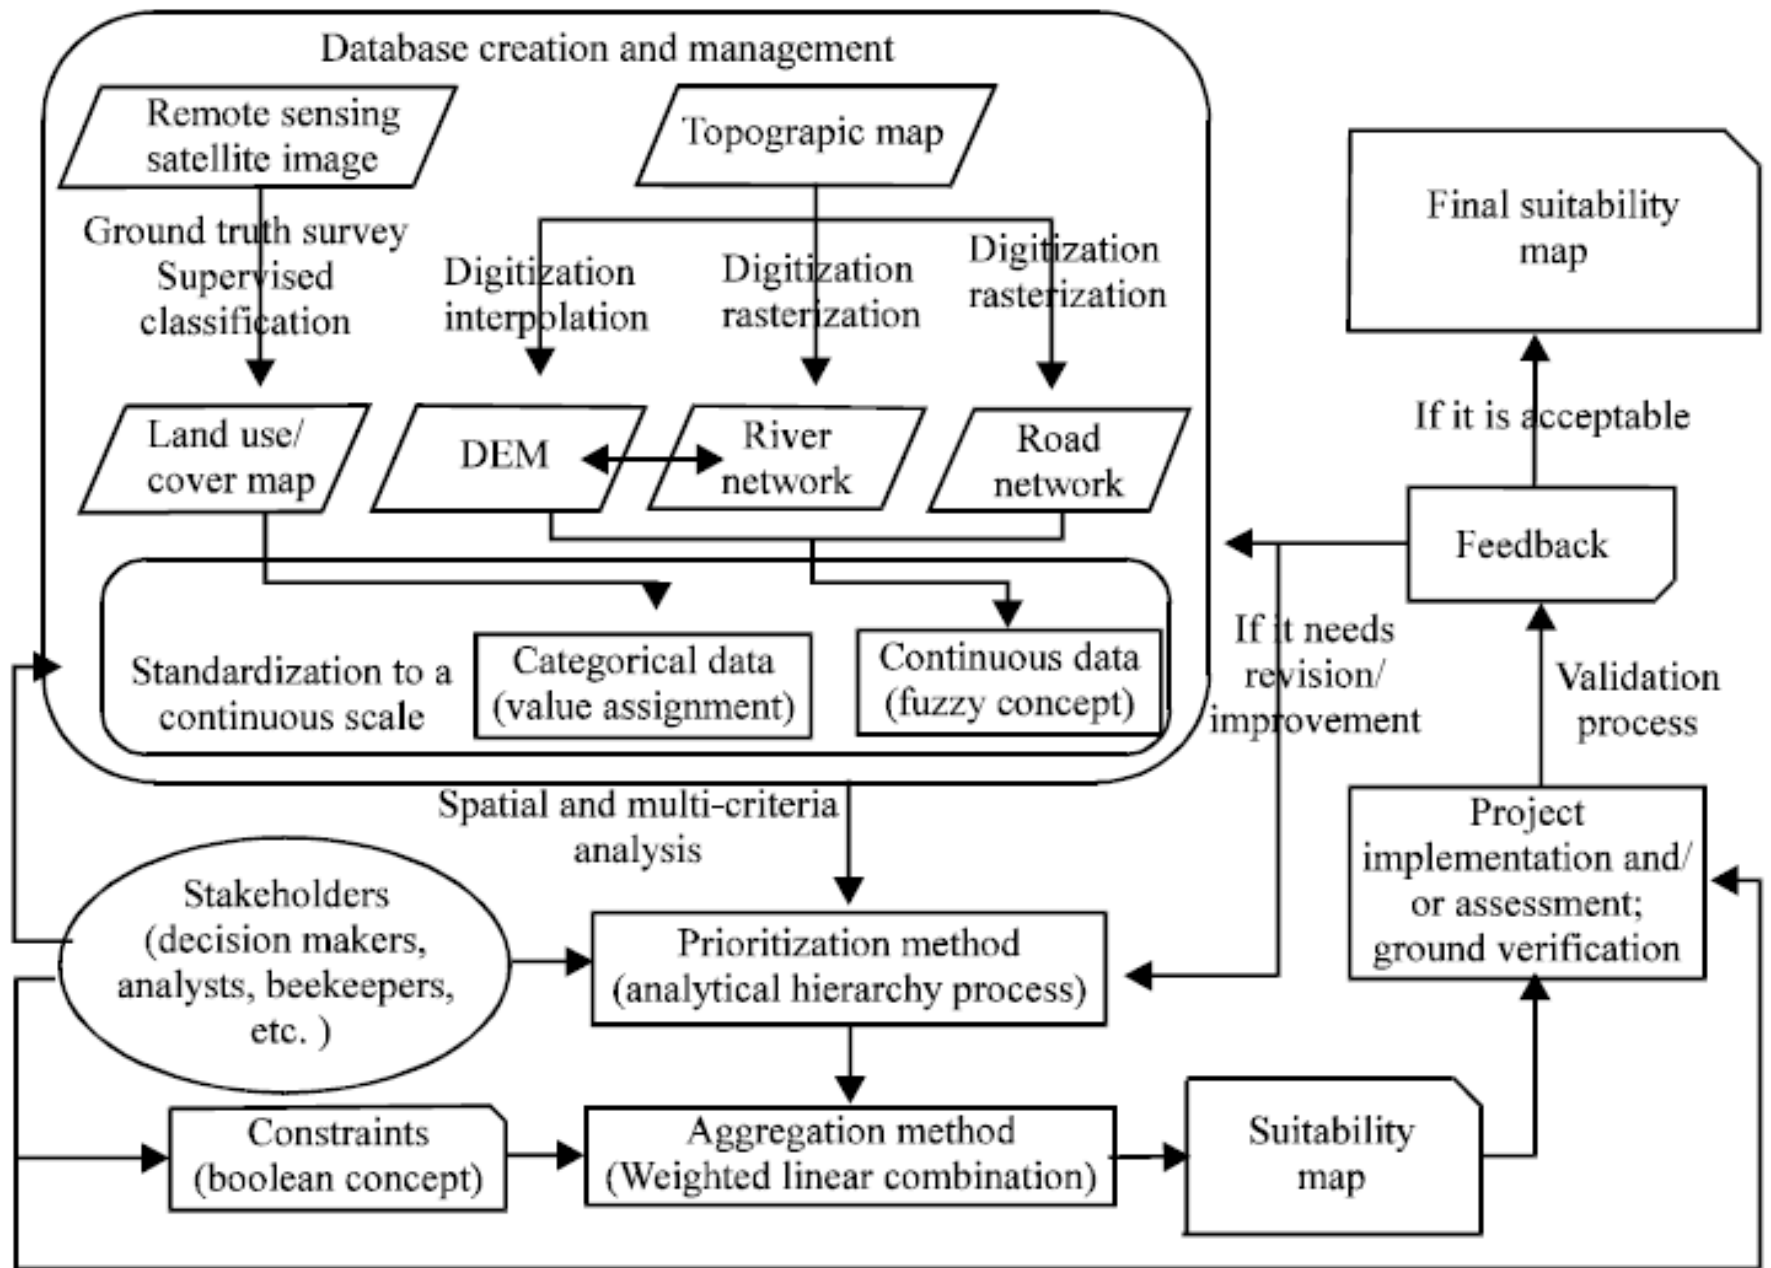 Database creation and management
Remote sensing
satellite image
Topograpic map
Ground truth survey
Supervised
classification
Digitization
interpolation
Digitization
rasterization
Digitization
rasterization
Land use/
cover map
DEM
River
network
Road
network
Standardization to a
continuous scale
Categorical data
(value assignment)
Continuous data
(fuzzy concept)
Final suitability
map
If it is acceptable
Feedback
If it needs
revision/
improvement
Validation
process
Spatial and multi-criteria
analysis
Project
implementation and/
or assessment;
ground verification
Stakeholders
(decision makers,
analysts, beekeepers,
etc. )
Prioritization method
(analytical hierarchy process)
Constraints
(boolean concept)
Aggregation method
(Weighted linear combination)
Suitability
map